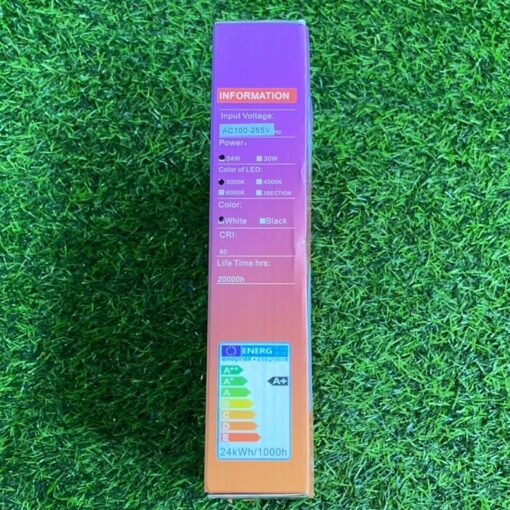 INFORMATION
Input Voltage:
AC100-265V Hz
Power:
24W 30W
Color of LED:
3000K 4000K
6000K 3SECTION
Color:
White Black
CRI:
80
Life Time hrs:
20000h
ENERG
A++
A+ A+
A
B
C
D
E
24kWh/1000h